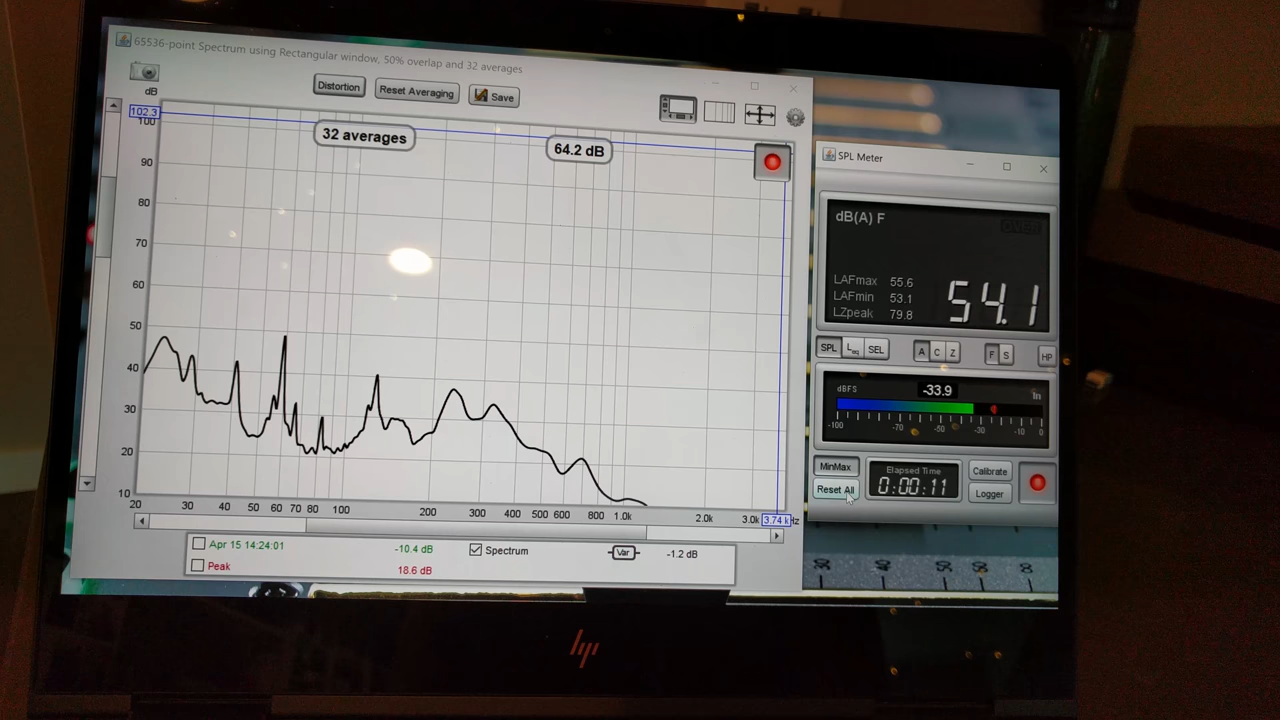 65536-point Spectrum using Rectangular window, 50% overlap and 32 averages
dB
Distortion
Reset Averaging
Save
102.3
100
32 averages
64.2 dB
90
80
70
60
50
40
30
20
10
20 30 40 50 60 70 80 100 200 300 400 500 600 800 1.0k 2.0k 3.0k 3.74 kHz
Apr 15 14:24:01 -10.4 dB
Spectrum
Var
-1.2 dB
Peak 18.6 dB
SPL Meter
dB(A) F
LAFmax 55.6
LAFmin 53.1
LZpeak 79.8
54.1
SPL Leq SEL A C Z F S HP
dBFS -33.9 In
-100 -70 -50 -30 -10 0
MinMax
Reset All
Elapsed Time
0:00:11
Calibrate
Logger
hp